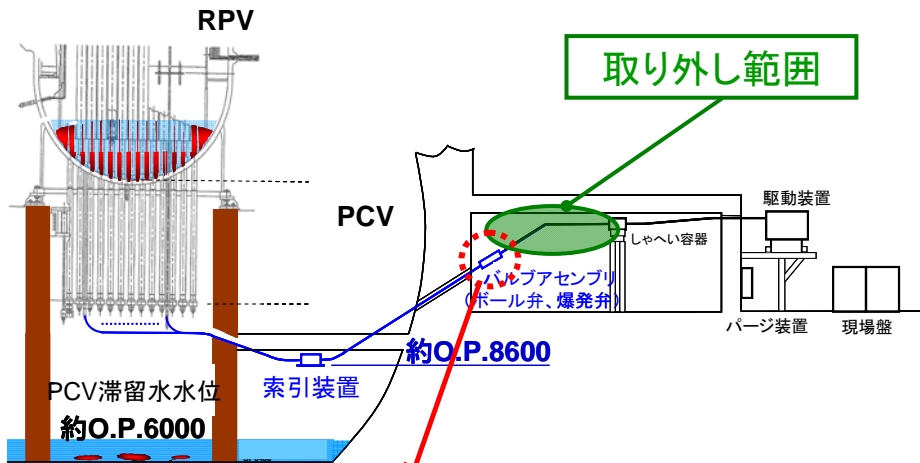 RPV
取り外し範囲
駆動装置
PCV
しゃへい容器
バルブアセンブリ
(ボール弁、爆発弁)
パージ装置
現場盤
約O.P.8600
索引装置
PCV滞留水水位
約O.P.6000